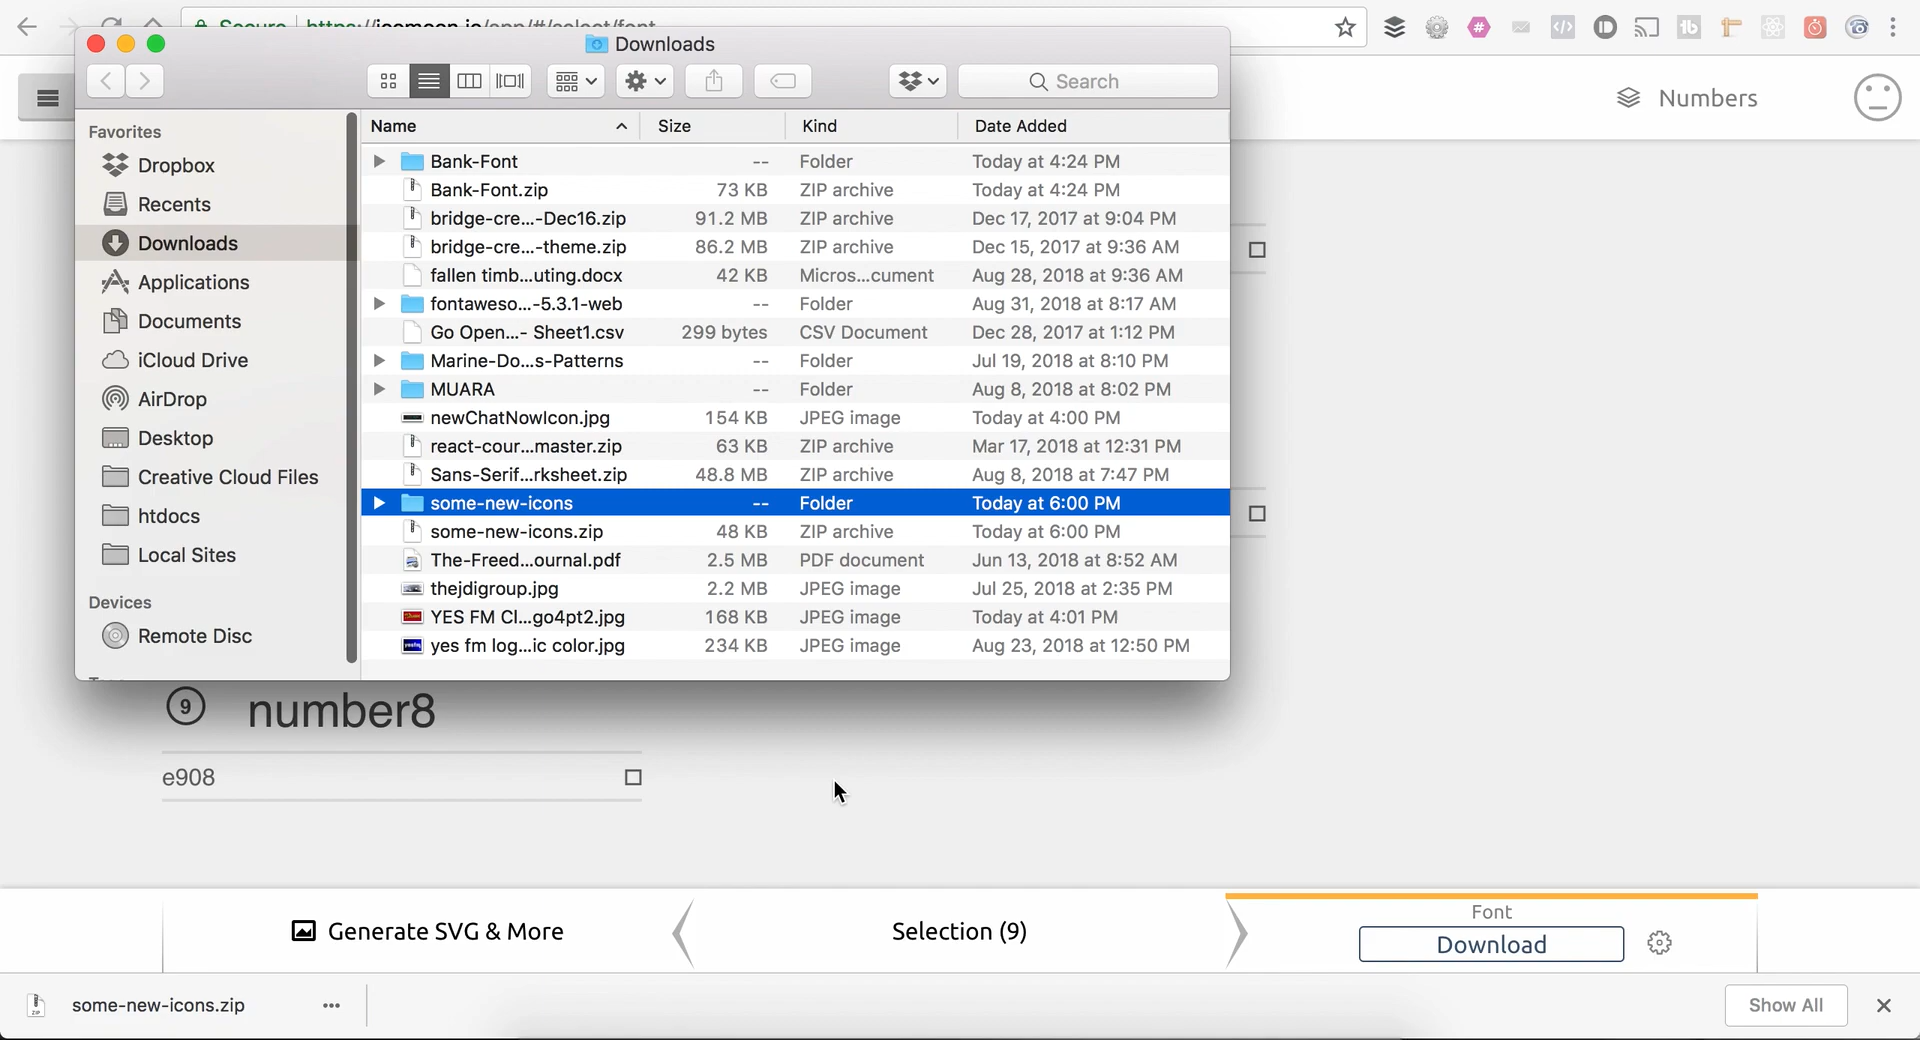 Secure https://icomoon.io/app/#/select/font
Downloads
Search
Numbers
Favorites
Dropbox
Recents
Downloads
Applications
Documents
iCloud Drive
AirDrop
Desktop
Creative Cloud Files
htdocs
Local Sites
Devices
Remote Disc
Name Size Kind Date Added
Bank-Font -- Folder Today at 4:24 PM
Bank-Font.zip 73 KB ZIP archive Today at 4:24 PM
bridge-cre...-Dec16.zip 91.2 MB ZIP archive Dec 17, 2017 at 9:04 PM
bridge-cre...-theme.zip 86.2 MB ZIP archive Dec 15, 2017 at 9:36 AM
fallen timb...uting.docx 42 KB Micros...cument Aug 28, 2018 at 9:36 AM
fontaweso...-5.3.1-web -- Folder Aug 31, 2018 at 8:17 AM
Go Open...- Sheet1.csv 299 bytes CSV Document Dec 28, 2017 at 1:12 PM
Marine-Do...s-Patterns -- Folder Jul 19, 2018 at 8:10 PM
MUARA -- Folder Aug 8, 2018 at 8:02 PM
newChatNowIcon.jpg 154 KB JPEG image Today at 4:00 PM
react-cour...master.zip 63 KB ZIP archive Mar 17, 2018 at 12:31 PM
Sans-Serif...rksheet.zip 48.8 MB ZIP archive Aug 8, 2018 at 7:47 PM
some-new-icons -- Folder Today at 6:00 PM
some-new-icons.zip 48 KB ZIP archive Today at 6:00 PM
The-Freed...ournal.pdf 2.5 MB PDF document Jun 13, 2018 at 8:52 AM
thejdigroup.jpg 2.2 MB JPEG image Jul 25, 2018 at 2:35 PM
YES FM Cl...go4pt2.jpg 168 KB JPEG image Today at 4:01 PM
yes fm log...ic color.jpg 234 KB JPEG image Aug 23, 2018 at 12:50 PM
9 number8
e908
Generate SVG & More
Selection (9)
Font
Download
some-new-icons.zip
Show All